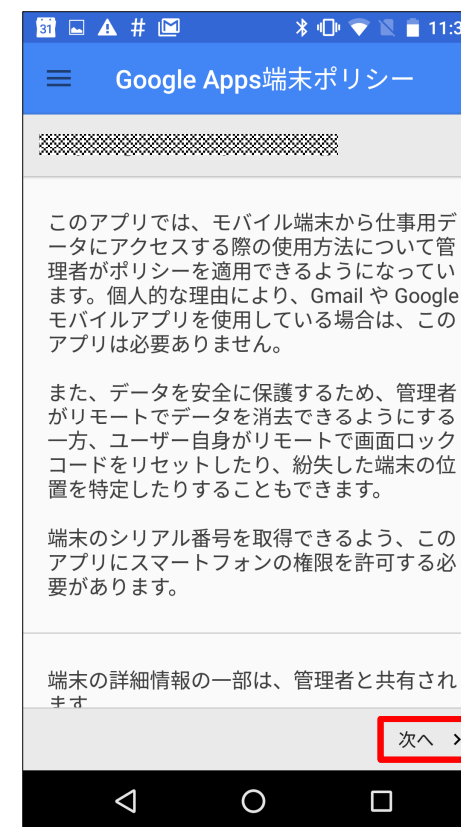 31 # 11:3
Google Apps端末ポリシー
このアプリでは、モバイル端末から仕事用デ
ータにアクセスする際の使用方法について管
理者がポリシーを適用できるようになってい
ます。個人的な理由により、Gmail や Google
モバイルアプリを使用している場合は、この
アプリは必要ありません。
また、データを安全に保護するため、管理者
がリモートでデータを消去できるようにする
一方、ユーザー自身がリモートで画面ロック
コードをリセットしたり、紛失した端末の位
置を特定したりすることもできます。
端末のシリアル番号を取得できるよう、この
アプリにスマートフォンの権限を許可する必
要があります。
端末の詳細情報の一部は、管理者と共有され
ます
次へ